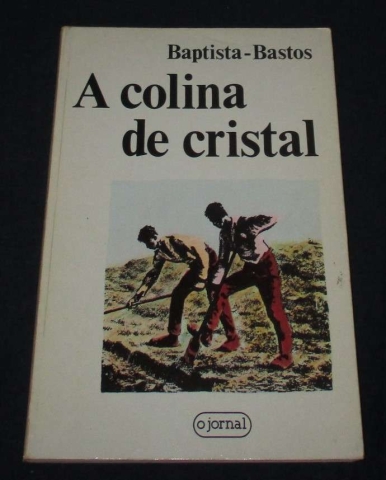 Baptista-Bastos
A colina
de cristal
o jornal